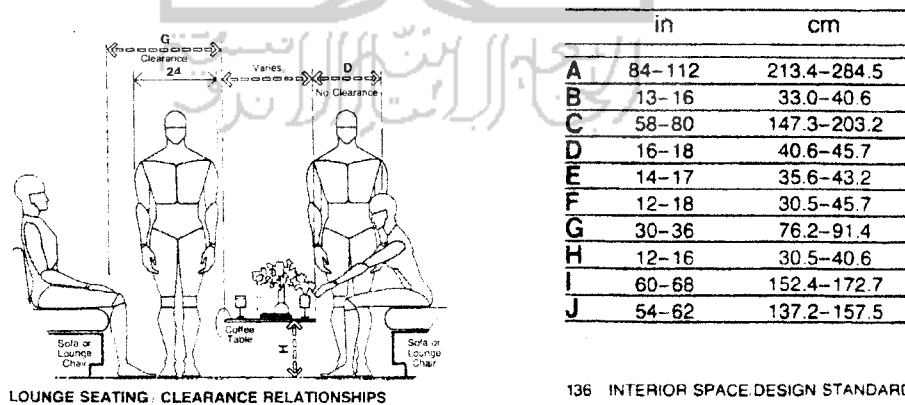 G
Clearance
24
Varies
D
No Clearance
Sofa or
Lounge
Chair
Coffee
Table
H
Sofa or
Lounge
Chair
LOUNGE SEATING / CLEARANCE RELATIONSHIPS
in cm
A 84–112 213.4–284.5
B 13–16 33.0–40.6
C 58–80 147.3–203.2
D 16–18 40.6–45.7
E 14–17 35.6–43.2
F 12–18 30.5–45.7
G 30–36 76.2–91.4
H 12–16 30.5–40.6
I 60–68 152.4–172.7
J 54–62 137.2–157.5
136 INTERIOR SPACE DESIGN STANDARD